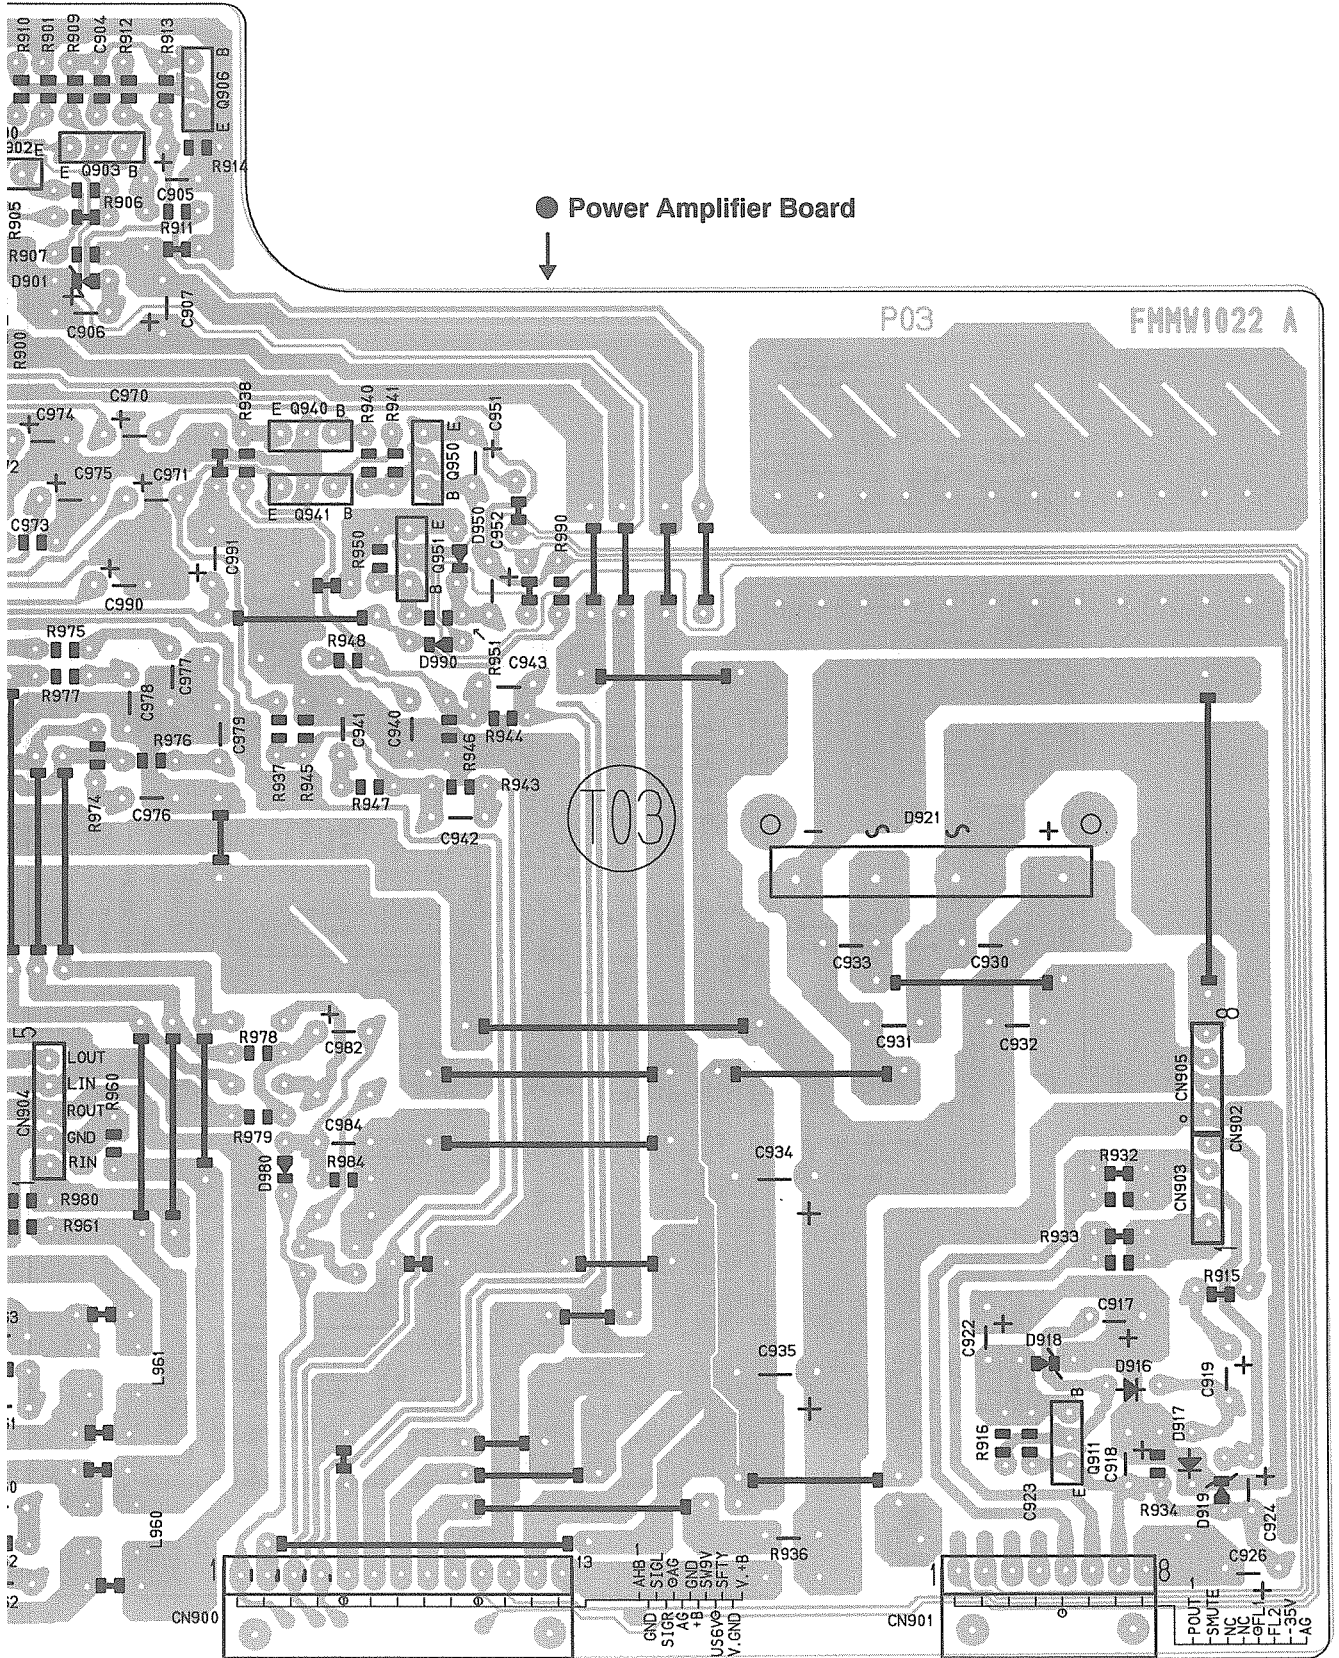 R910
R901
R909
C904
R912
R913
B
Q906
E
902
E
E
Q903
B
R914
R906
C905
R905
R911
R907
D901
C906
C907
R900
Power Amplifier Board
P03
FMMW1022 A
C974
C970
R938
E
Q940
B
R940
R941
C951
E
Q950
B
C975
C971
E
Q941
B
C973
D950
C952
R990
R950
E
Q951
B
C991
C990
R975
R948
D990
R951
C943
R977
C978
C977
C979
C941
C940
R946
R944
R976
R974
C976
R937
R945
R947
R943
C942
T03
D921
-
S
S
+
C933
C930
C931
C932
5
LOUT
LIN
ROUT
GND
RIN
CN904
1
R960
R978
C982
R979
C984
D980
R984
R980
R961
8
CN905
CN902
CN903
1
C934
R932
R933
R915
C917
C922
D918
D916
C919
C935
D917
B
R916
Q911
C918
E
C923
R934
D919
C924
C926
L961
L960
R936
1
13
CN900
AHB
SIGL
⊖AG
GND
SW9V
SFTY
V.+B
GND
SIGR
AG
+B
US6V⊖
V.GND
1
8
CN901
POUT
SMUTE
NC
NC
⊖FL1
FL2
-35V
AG